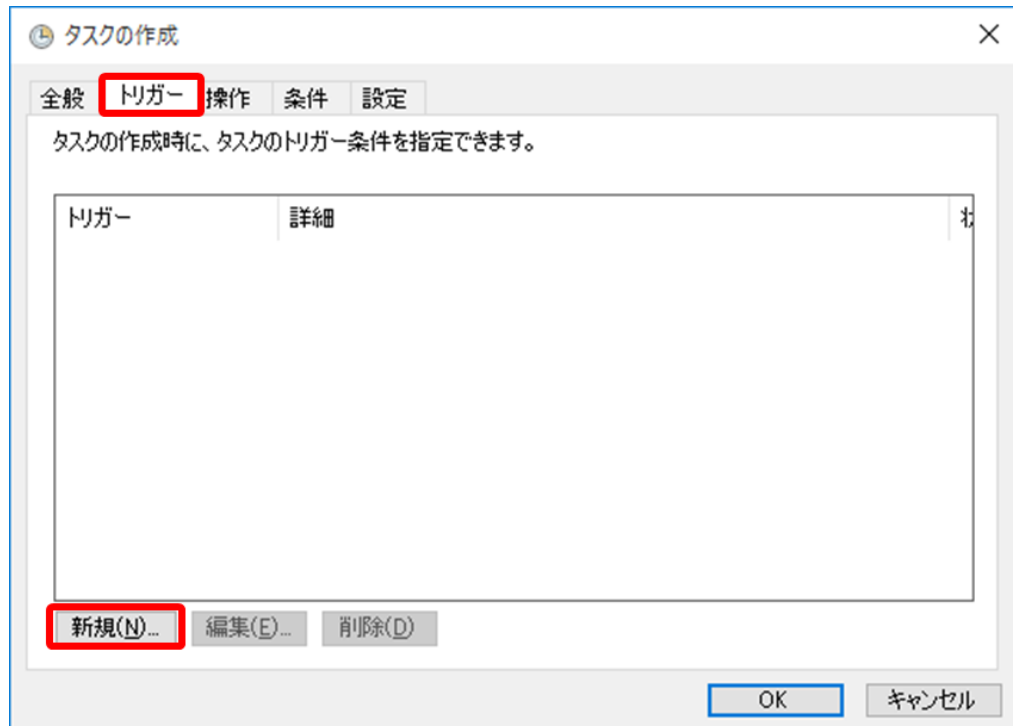 タスクの作成
全般 トリガー 操作 条件 設定
タスクの作成時に、タスクのトリガー条件を指定できます。
トリガー 詳細
新規(N)... 編集(E)... 削除(D)
OK キャンセル